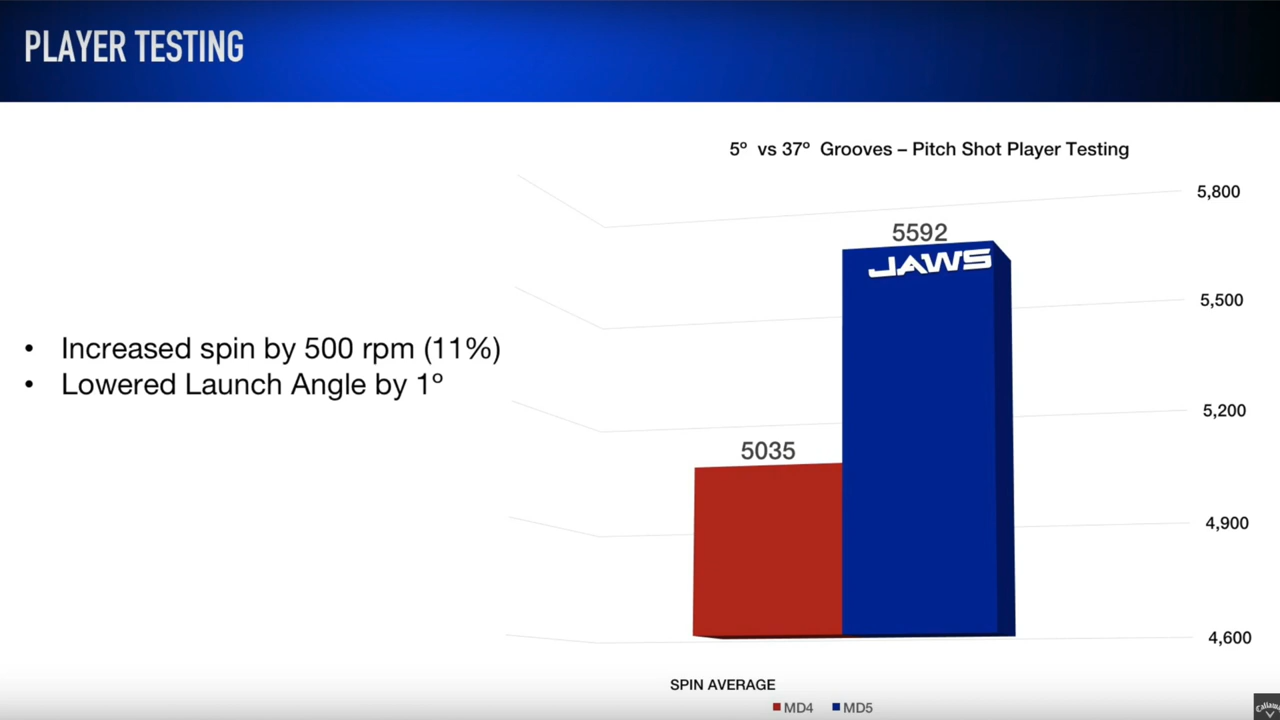 PLAYER TESTING
5º vs 37º Grooves – Pitch Shot Player Testing
5,800
5592
JAWS
5,500
• Increased spin by 500 rpm (11%)
• Lowered Launch Angle by 1º
5,200
5035
4,900
4,600
SPIN AVERAGE
MD4 MD5